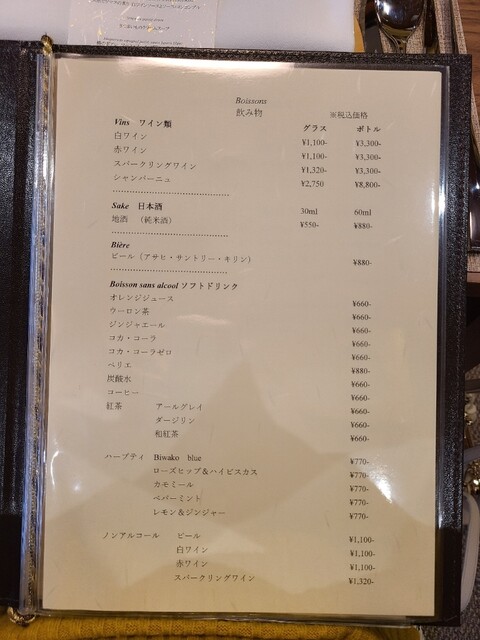 Boissons
飲み物
※税込価格
Vins ワイン類 グラス ボトル
白ワイン ¥1,100- ¥3,300-
赤ワイン ¥1,100- ¥3,300-
スパークリングワイン ¥1,320- ¥3,300-
シャンパーニュ ¥2,750 ¥8,800-
Sake 日本酒 30ml 60ml
地酒 （純米酒） ¥550- ¥880-
Bière
ビール（アサヒ・サントリー・キリン） ¥880-
Boisson sans alcool ソフトドリンク
オレンジジュース ¥660-
ウーロン茶 ¥660-
ジンジャエール ¥660-
コカ・コーラ ¥660-
コカ・コーラゼロ ¥660-
ペリエ ¥880-
炭酸水 ¥660-
コーヒー ¥660-
紅茶 アールグレイ ¥660-
ダージリン ¥660-
和紅茶 ¥660-
ハーブティ Biwako blue ¥770-
ローズヒップ＆ハイビスカス ¥770-
カモミール ¥770-
ペパーミント ¥770-
レモン＆ジンジャー ¥770-
ノンアルコール ビール ¥1,100-
白ワイン ¥1,100-
赤ワイン ¥1,100-
スパークリングワイン ¥1,320-